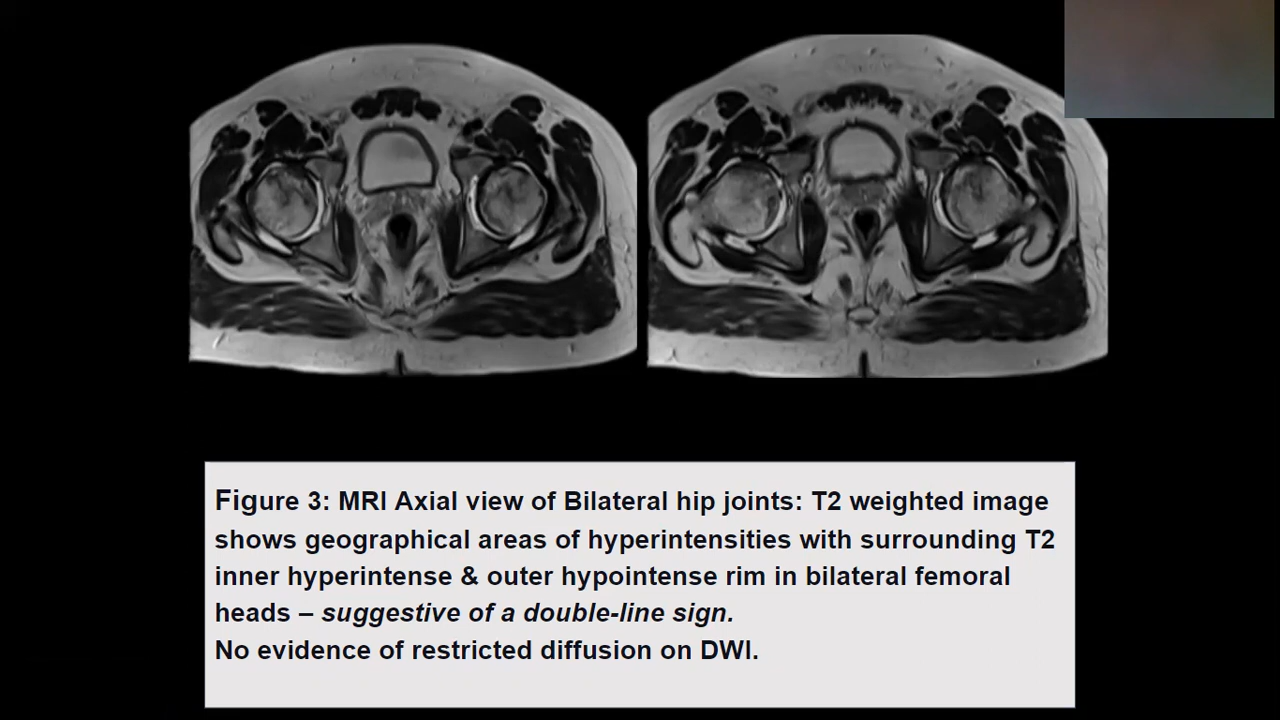 Figure 3: MRI Axial view of Bilateral hip joints: T2 weighted image
shows geographical areas of hyperintensities with surrounding T2
inner hyperintense & outer hypointense rim in bilateral femoral
heads – suggestive of a double-line sign.
No evidence of restricted diffusion on DWI.